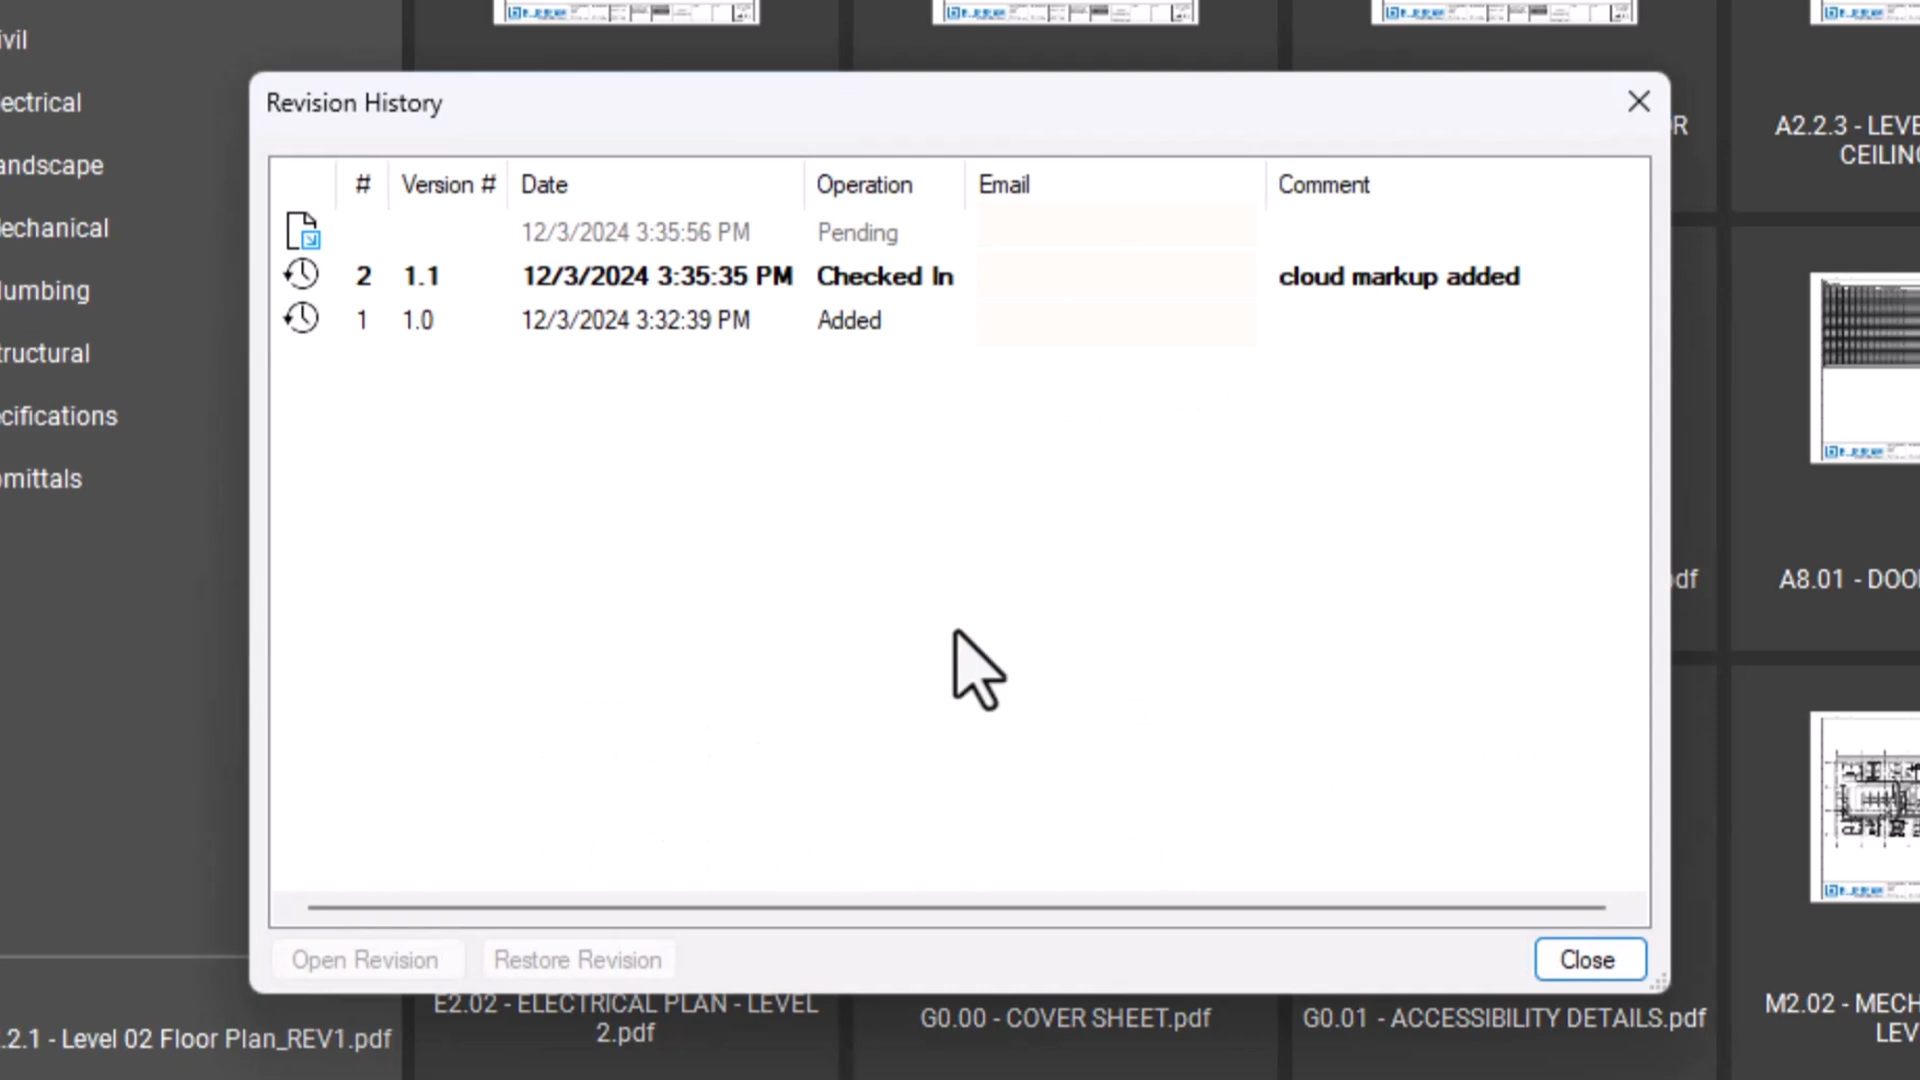 ivil
ectrical
andscape
echanical
lumbing
tructural
cifications
mittals
Revision History
# Version # Date Operation Email Comment
12/3/2024 3:35:56 PM Pending
2 1.1 12/3/2024 3:35:35 PM Checked In cloud markup added
1 1.0 12/3/2024 3:32:39 PM Added
Open Revision Restore Revision Close
R
A2.2.3 - LEVE
CEILIN
df
A8.01 - DOO
.2.1 - Level 02 Floor Plan_REV1.pdf
E2.02 - ELECTRICAL PLAN - LEVEL
2.pdf
G0.00 - COVER SHEET.pdf
G0.01 - ACCESSIBILITY DETAILS.pdf
M2.02 - MECH
LEV